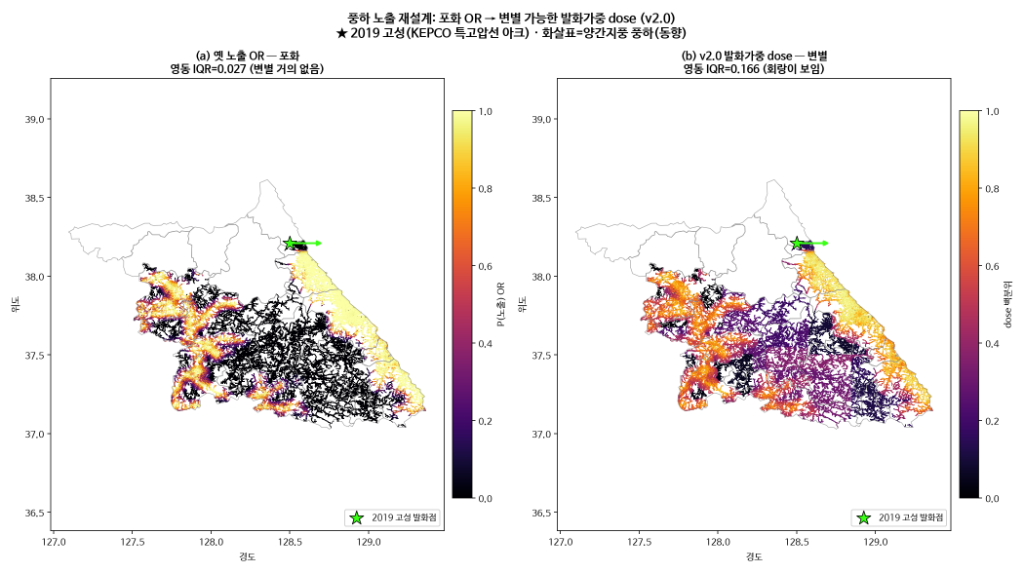 풍하 노출 재설계: 포화 OR → 변별 가능한 발화가중 dose (v2.0)
★ 2019 고성(KEPCO 특고압선 아크) · 화살표=양간지풍 풍하(동향)
(a) 옛 노출 OR — 포화
영동 IQR=0.027 (변별 거의 없음)
39.0
38.5
38.0
37.5
37.0
36.5
위도
127.0
127.5
128.0
128.5
129.0
경도
2019 고성 발화점
1.0
0.8
0.6
0.4
0.2
0.0
P(노출) OR
(b) v2.0 발화가중 dose — 변별
영동 IQR=0.166 (회랑이 보임)
39.0
38.5
38.0
37.5
37.0
36.5
위도
127.0
127.5
128.0
128.5
129.0
경도
2019 고성 발화점
1.0
0.8
0.6
0.4
0.2
0.0
dose 백분위